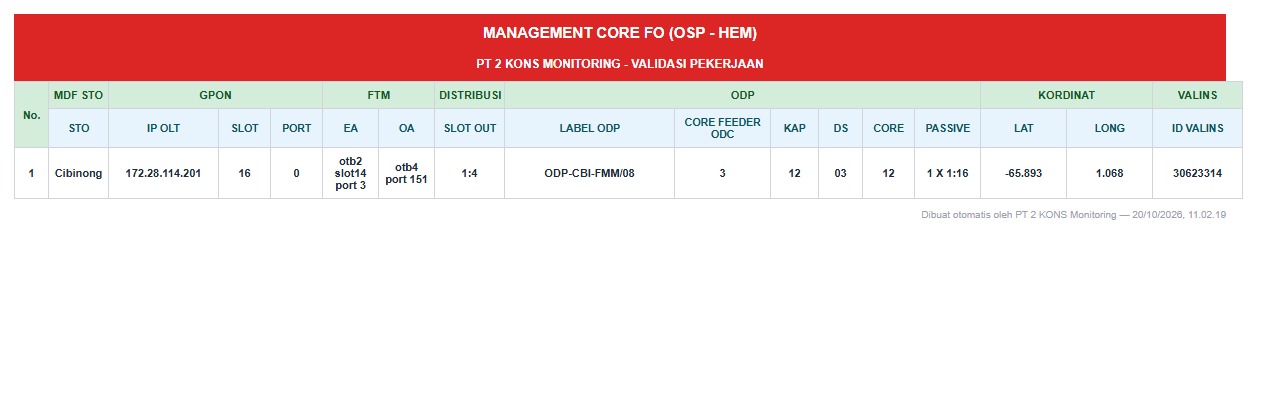 MANAGEMENT CORE FO (OSP - HEM)
PT 2 KONS MONITORING - VALIDASI PEKERJAAN
No. MDF STO GPON FTM DISTRIBUSI ODP KORDINAT VALINS
STO IP OLT SLOT PORT EA OA SLOT OUT LABEL ODP CORE FEEDER ODC KAP DS CORE PASSIVE LAT LONG ID VALINS
1 Cibinong 172.28.114.201 16 0 otb2 slot14 port 3 otb4 port 151 1:4 ODP-CBI-FMM/08 3 12 03 12 1 X 1:16 -65.893 1.068 30623314
Dibuat otomatis oleh PT 2 KONS Monitoring — 20/10/2026, 11.02.19